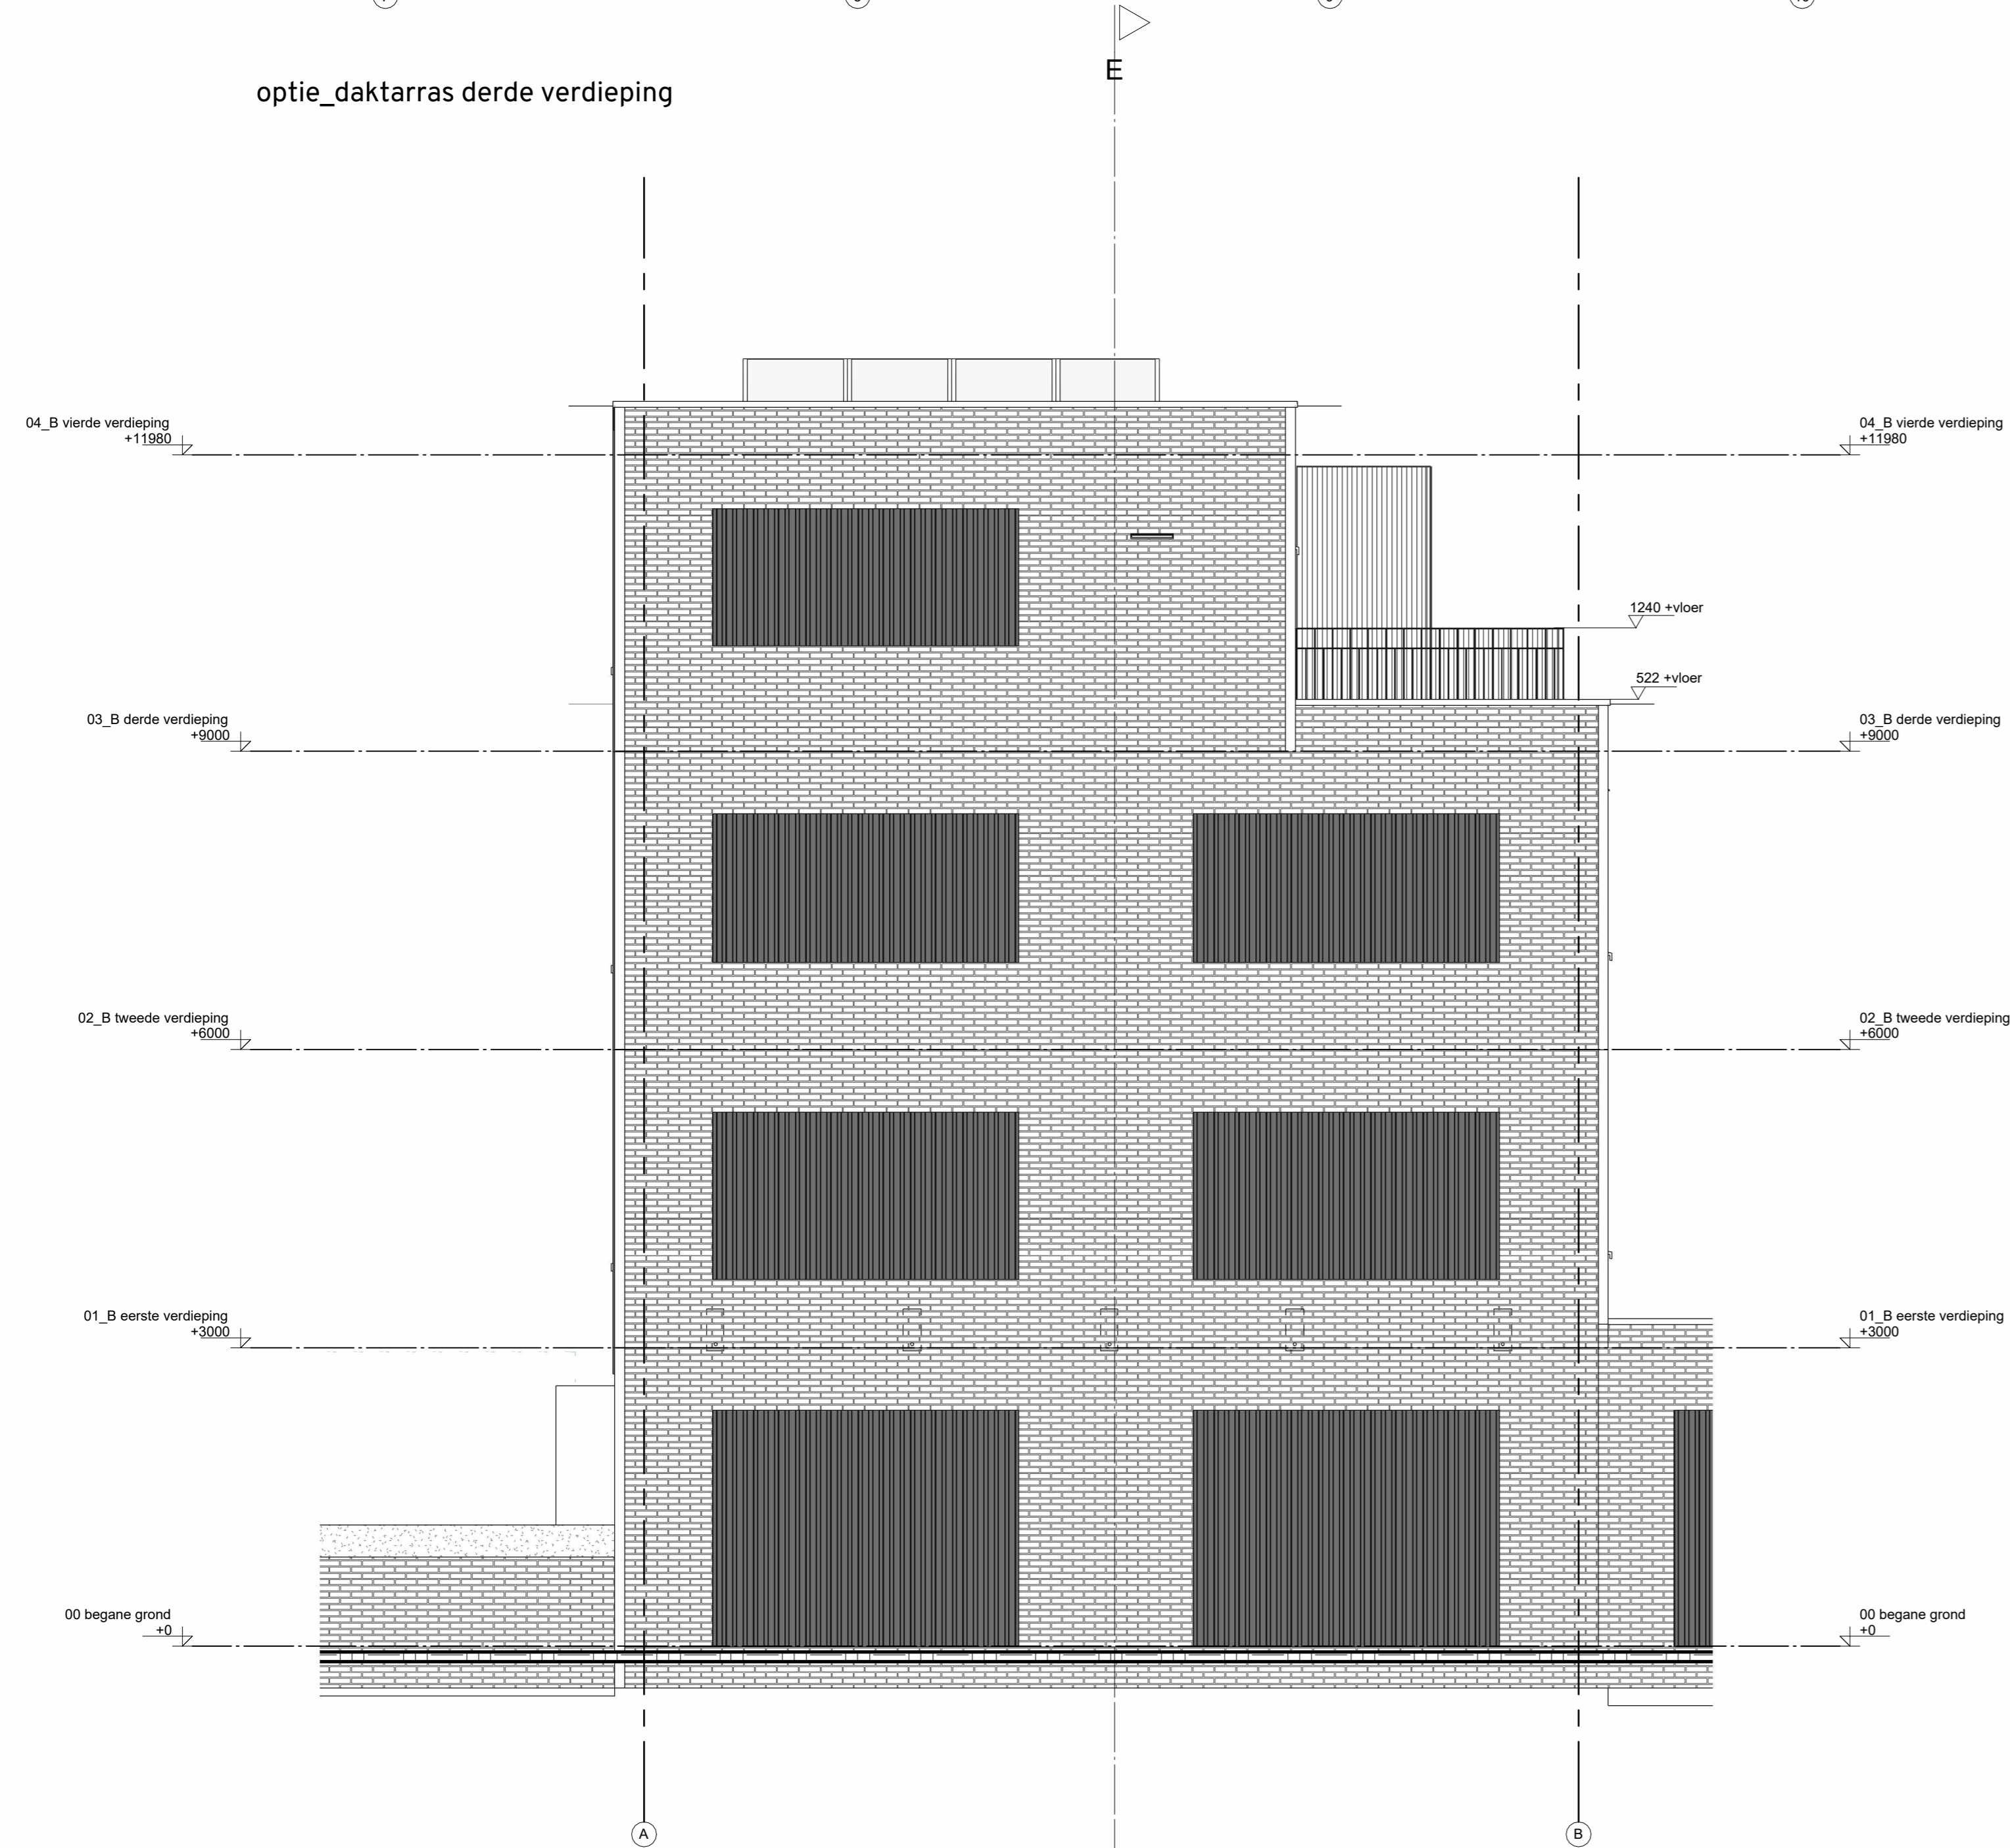 E
optie_daktarras derde verdieping
04_B vierde verdieping
+11980
04_B vierde verdieping
+11980
1240 +vloer
522 +vloer
03_B derde verdieping
+9000
03_B derde verdieping
+9000
02_B tweede verdieping
+6000
02_B tweede verdieping
+6000
01_B eerste verdieping
+3000
01_B eerste verdieping
+3000
00 begane grond
+0
00 begane grond
+0
A
B